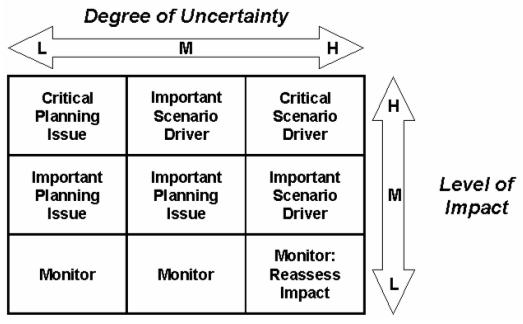 Degree of Uncertainty
L M H
Critical
Planning
Issue
Important
Scenario
Driver
Critical
Scenario
Driver
H
Important
Planning
Issue
Important
Planning
Issue
Important
Scenario
Driver
M
Level of
Impact
Monitor
Monitor
Monitor:
Reassess
Impact
L